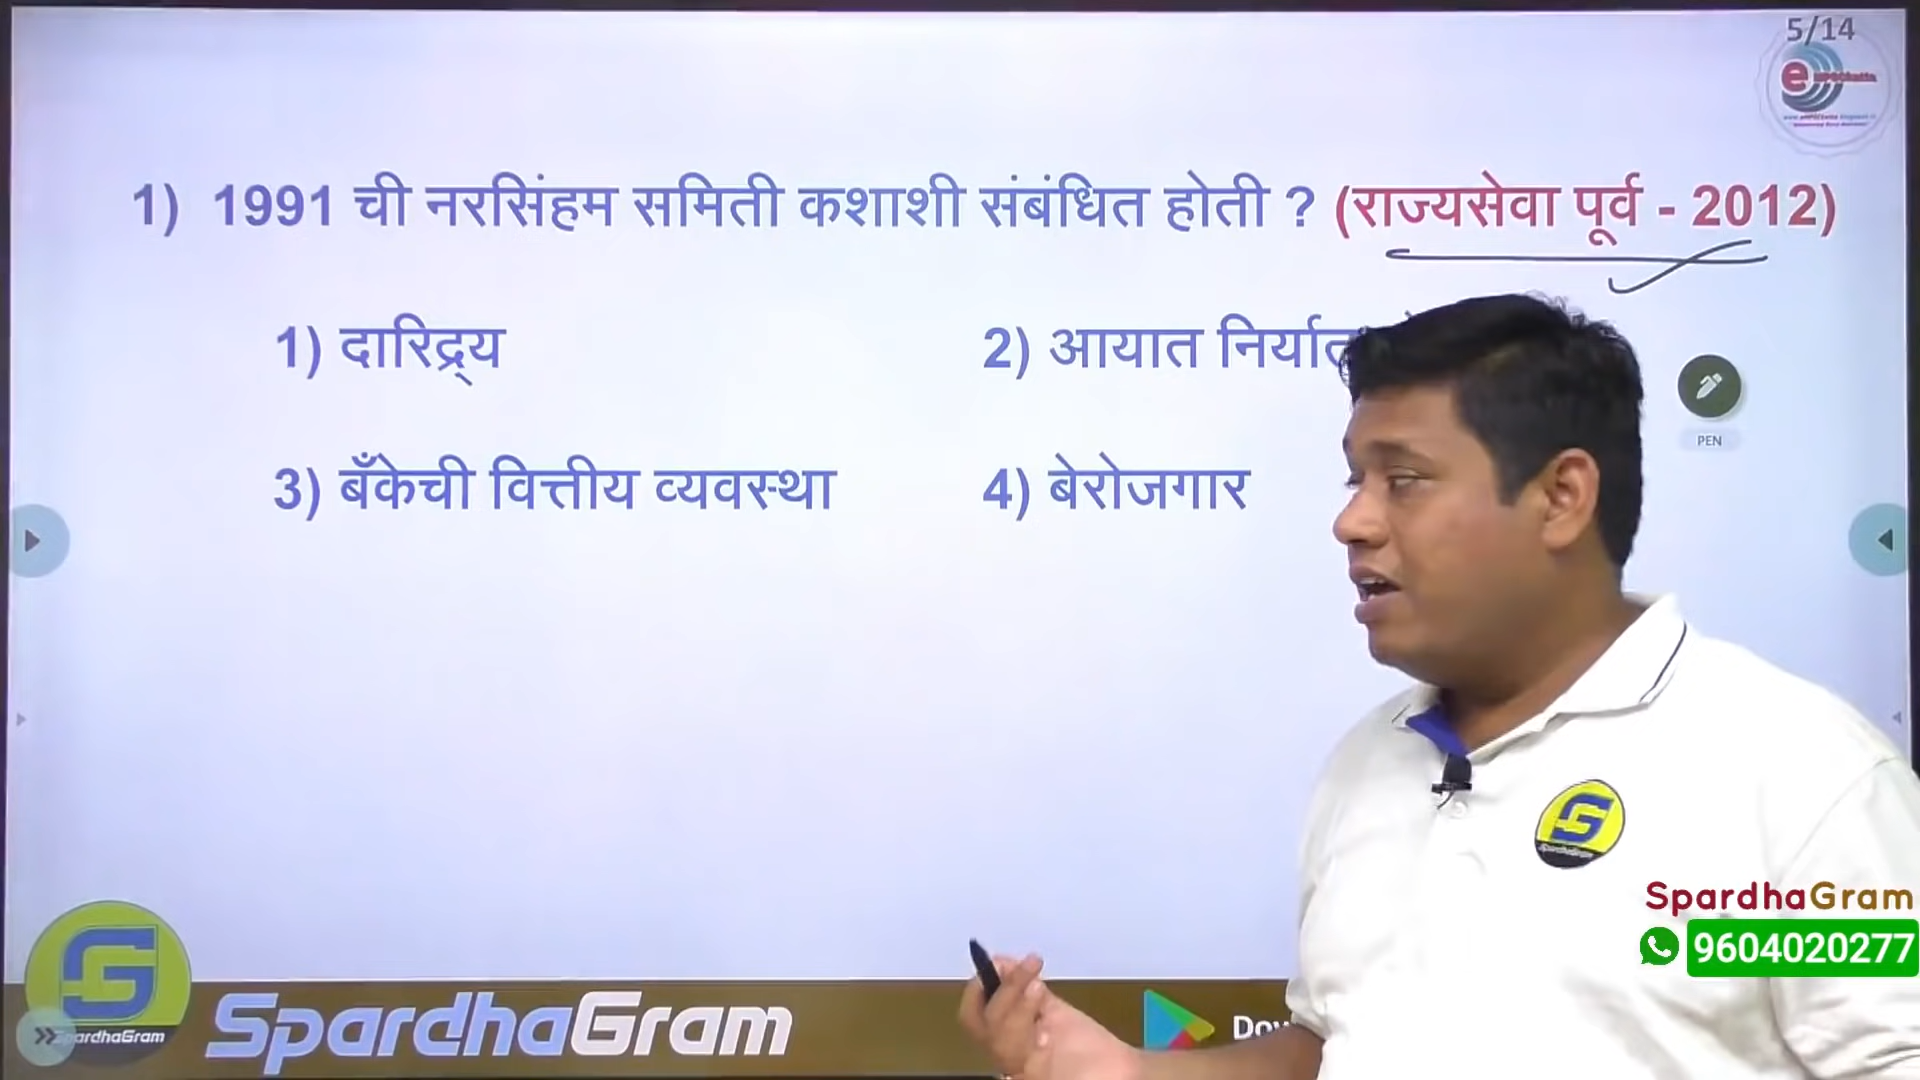 5/14
1) 1991 ची नरसिंहम समिती कशाशी संबंधित होती ? (राज्यसेवा पूर्व - 2012)
1) दारिद्र्य
2) आयात निर्यात
3) बँकेची वित्तीय व्यवस्था
4) बेरोजगार
PEN
SpardhaGram
9604020277
SpardhaGram
SpardhaGram